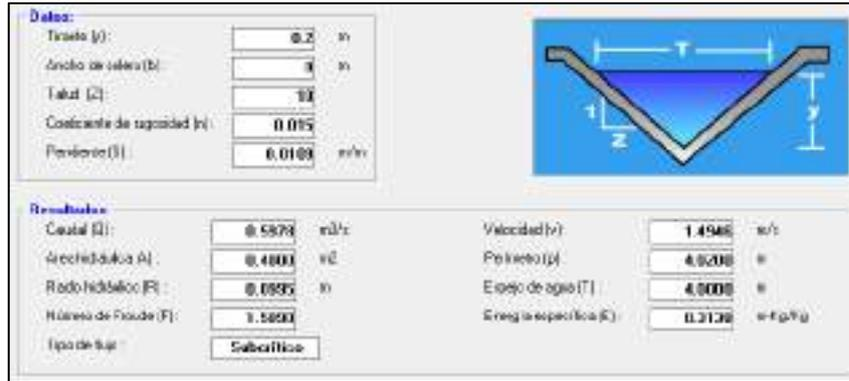 Datos:
Tirante (y): 0.2 m
Ancho de solera (b): 0 m
Talud (Z): 10
Coeficiente de rugosidad (n): 0.015
Pendiente (S): 0.0109 m/m
T
1
Z
y
Resultados:
Caudal (Q): 0.5978 m3/s Velocidad (v): 1.4946 m/s
Area hidráulica (A): 0.4000 m2 Perímetro (p): 4.0200 m
Radio hidráulico (R): 0.0995 m Espejo de agua (T): 4.0000 m
Número de Froude (F): 1.5090 Energía específica (E): 0.3139 m-Kg/Kg
Tipo de flujo: Subcrítico